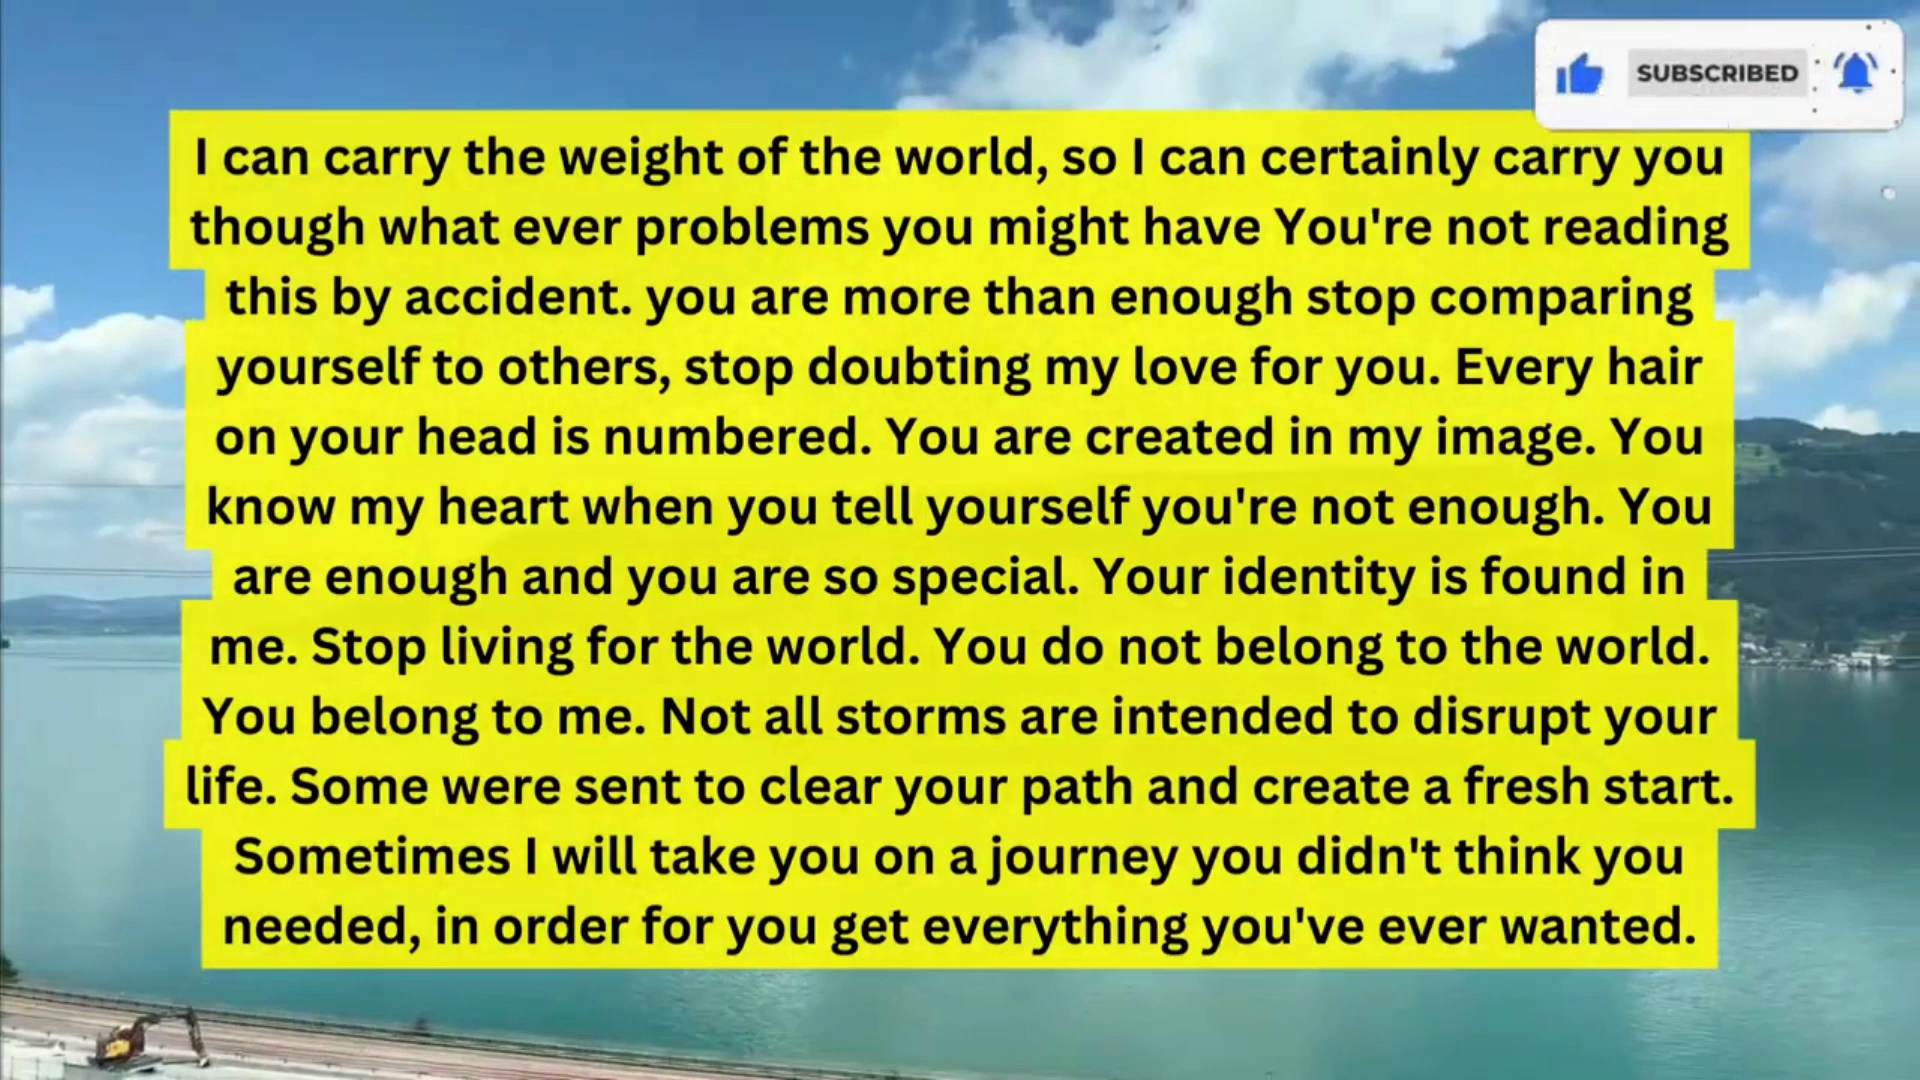 SUBSCRIBED
I can carry the weight of the world, so I can certainly carry you
though what ever problems you might have You're not reading
this by accident. you are more than enough stop comparing
yourself to others, stop doubting my love for you. Every hair
on your head is numbered. You are created in my image. You
know my heart when you tell yourself you're not enough. You
are enough and you are so special. Your identity is found in
me. Stop living for the world. You do not belong to the world.
You belong to me. Not all storms are intended to disrupt your
life. Some were sent to clear your path and create a fresh start.
Sometimes I will take you on a journey you didn't think you
needed, in order for you get everything you've ever wanted.